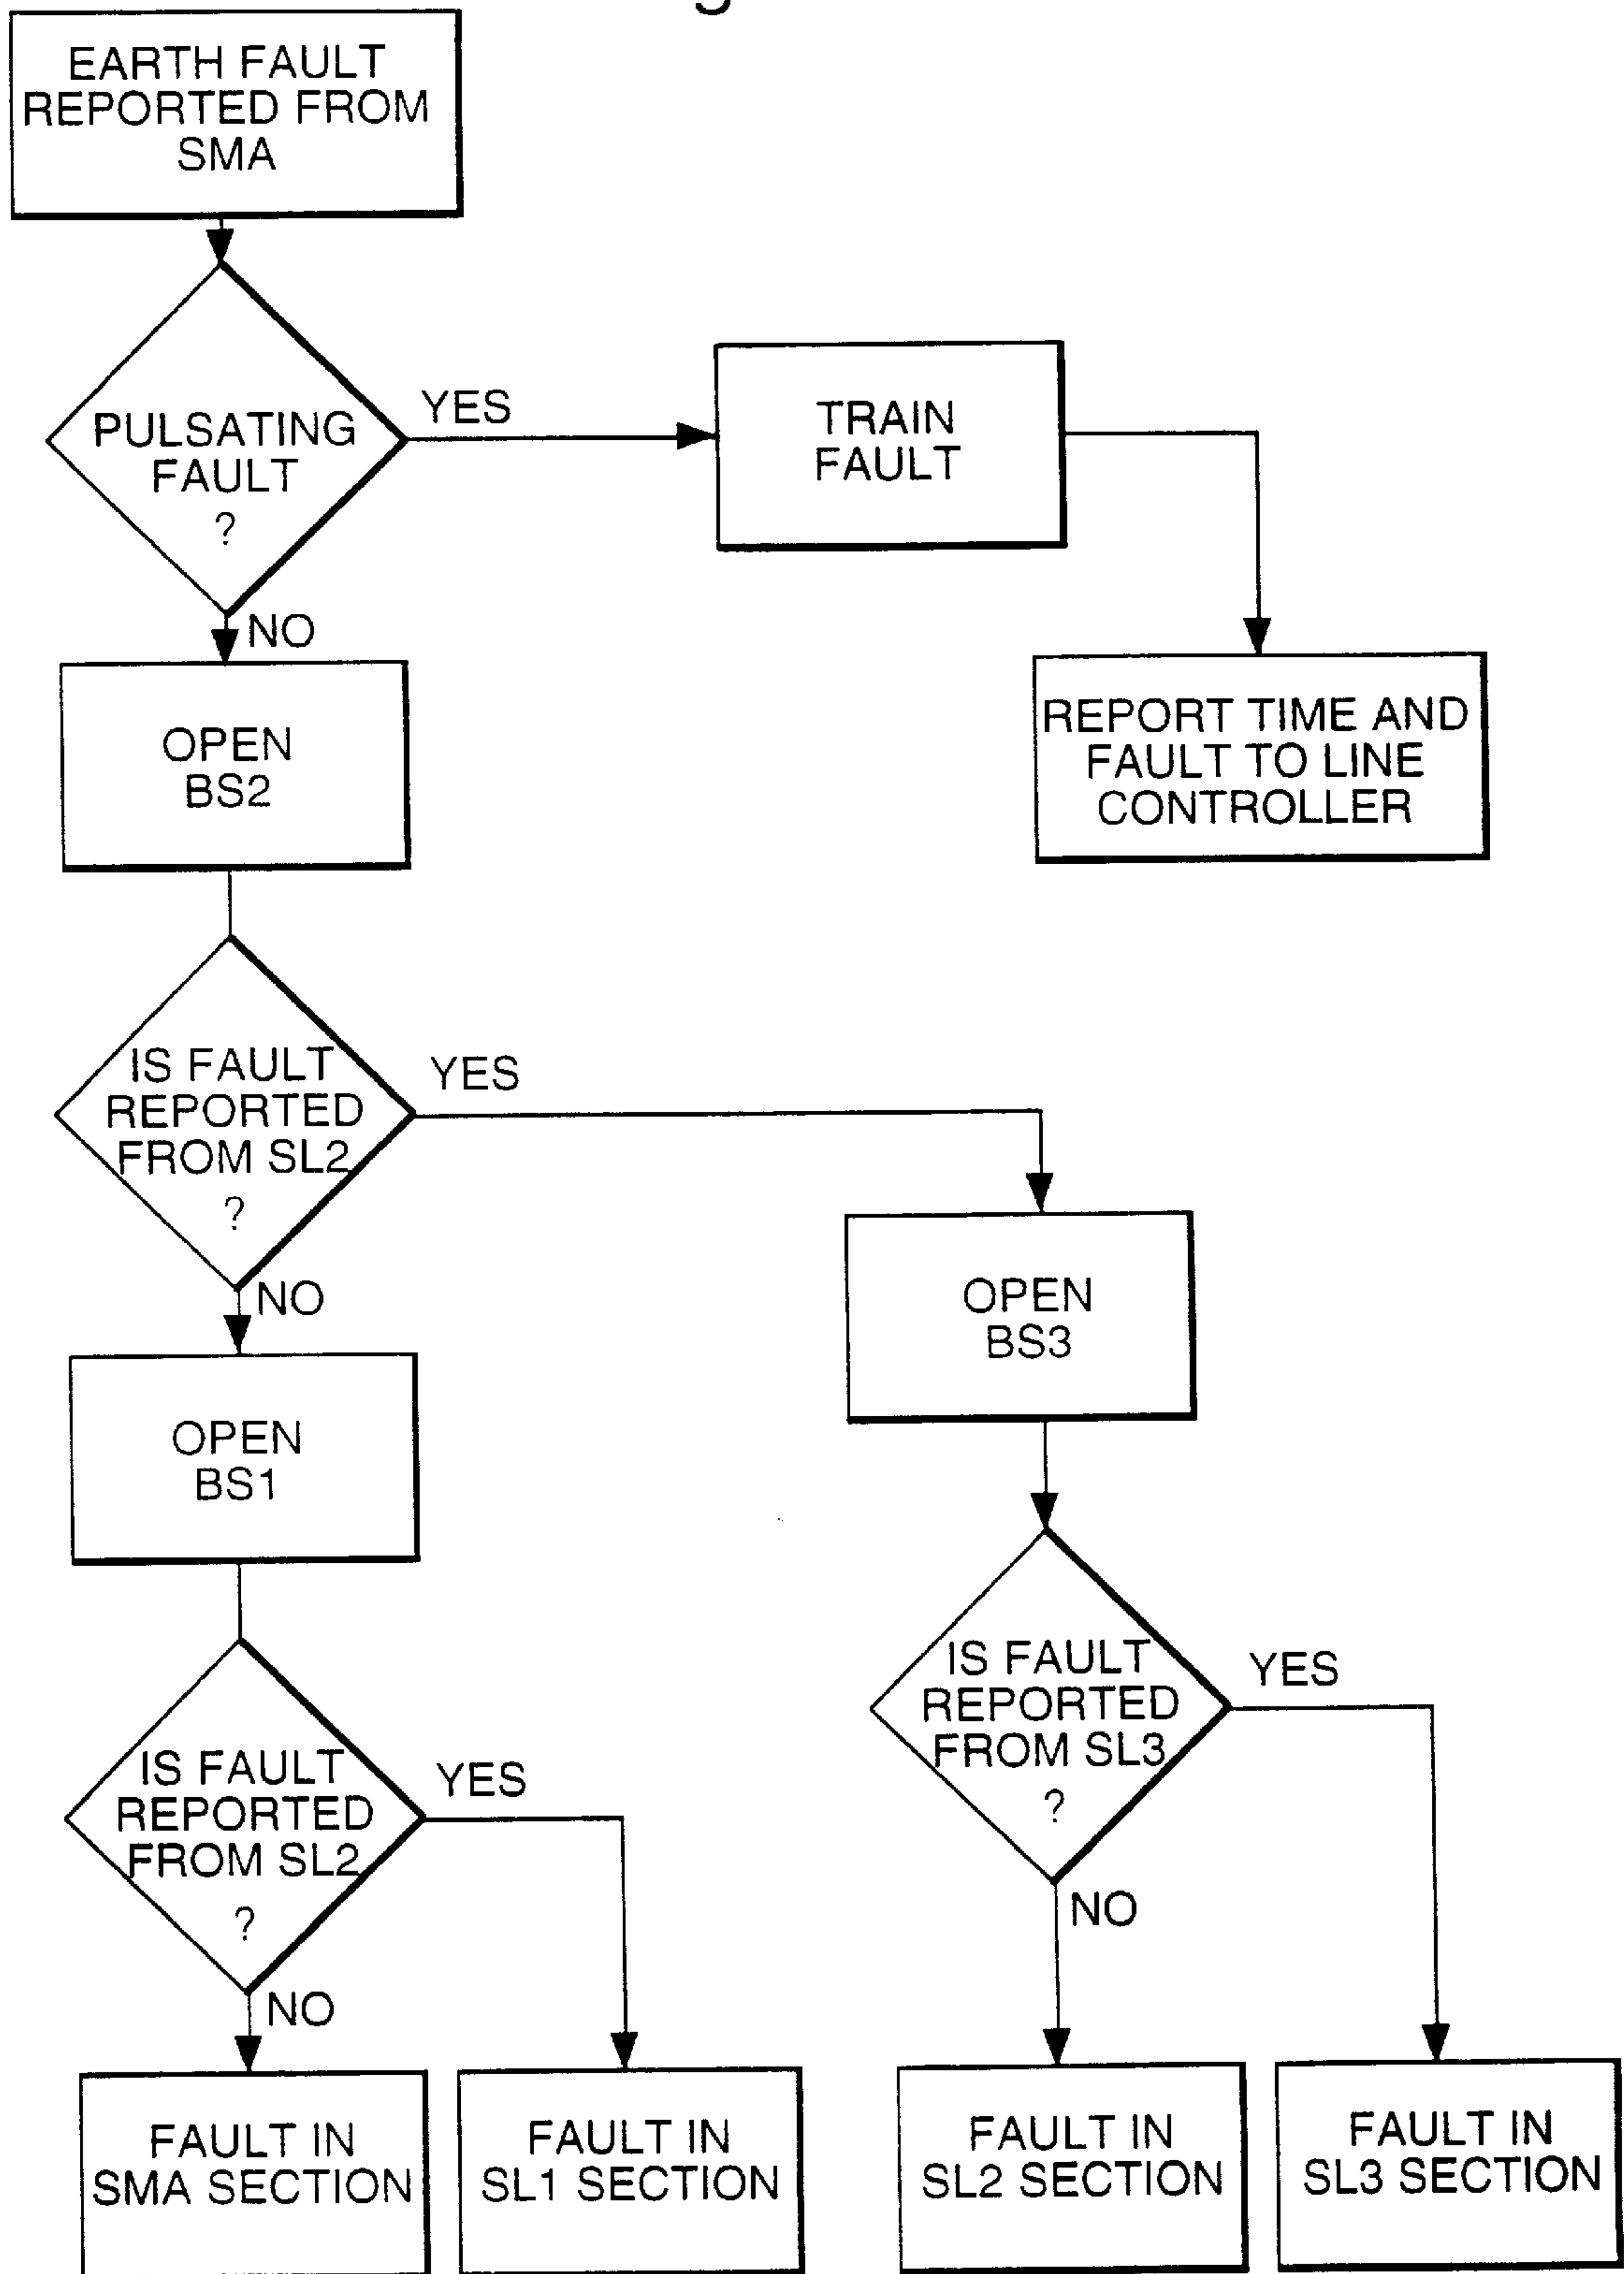 EARTH FAULT
REPORTED FROM
SMA
PULSATING
FAULT
?
YES
TRAIN
FAULT
NO
REPORT TIME AND
FAULT TO LINE
CONTROLLER
OPEN
BS2
IS FAULT
REPORTED
FROM SL2
?
YES
NO
OPEN
BS3
OPEN
BS1
IS FAULT
REPORTED
FROM SL3
?
YES
NO
IS FAULT
REPORTED
FROM SL2
?
YES
NO
FAULT IN
SMA SECTION
FAULT IN
SL1 SECTION
FAULT IN
SL2 SECTION
FAULT IN
SL3 SECTION